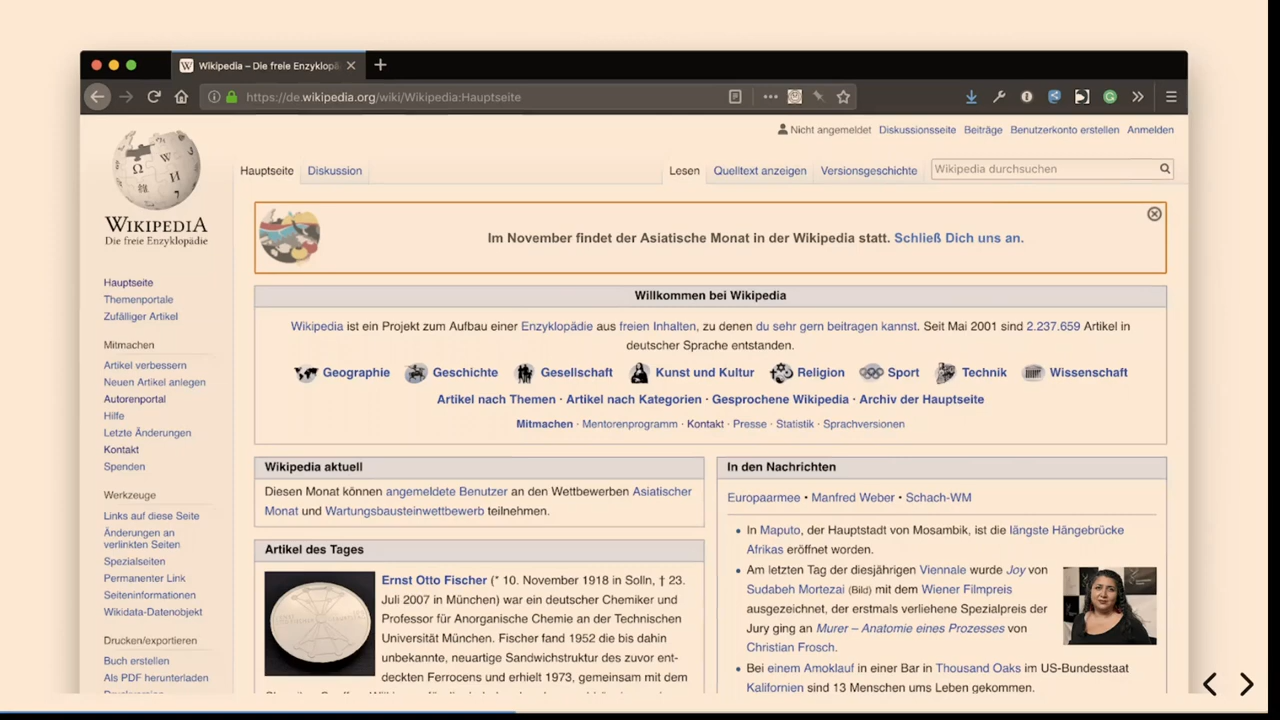 Wikipedia – Die freie Enzyklopä
https://de.wikipedia.org/wiki/Wikipedia:Hauptseite
Nicht angemeldet Diskussionsseite Beiträge Benutzerkonto erstellen Anmelden
Hauptseite Diskussion Lesen Quelltext anzeigen Versionsgeschichte Wikipedia durchsuchen
WIKIPEDIA
Die freie Enzyklopädie
Hauptseite
Themenportale
Zufälliger Artikel
Mitmachen
Artikel verbessern
Neuen Artikel anlegen
Autorenportal
Hilfe
Letzte Änderungen
Kontakt
Spenden
Werkzeuge
Links auf diese Seite
Änderungen an
verlinkten Seiten
Spezialseiten
Permanenter Link
Seiteninformationen
Wikidata-Datenobjekt
Drucken/exportieren
Buch erstellen
Als PDF herunterladen
Im November findet der Asiatische Monat in der Wikipedia statt. Schließ Dich uns an.
Willkommen bei Wikipedia
Wikipedia ist ein Projekt zum Aufbau einer Enzyklopädie aus freien Inhalten, zu denen du sehr gern beitragen kannst. Seit Mai 2001 sind 2.237.659 Artikel in
deutscher Sprache entstanden.
Geographie Geschichte Gesellschaft Kunst und Kultur Religion Sport Technik Wissenschaft
Artikel nach Themen · Artikel nach Kategorien · Gesprochene Wikipedia · Archiv der Hauptseite
Mitmachen · Mentorenprogramm · Kontakt · Presse · Statistik · Sprachversionen
Wikipedia aktuell
Diesen Monat können angemeldete Benutzer an den Wettbewerben Asiatischer
Monat und Wartungsbausteinwettbewerb teilnehmen.
Artikel des Tages
Ernst Otto Fischer (* 10. November 1918 in Solln, † 23.
Juli 2007 in München) war ein deutscher Chemiker und
Professor für Anorganische Chemie an der Technischen
Universität München. Fischer fand 1952 die bis dahin
unbekannte, neuartige Sandwichstruktur des zuvor ent-
deckten Ferrocens und erhielt 1973, gemeinsam mit dem
In den Nachrichten
Europaarmee • Manfred Weber • Schach-WM
• In Maputo, der Hauptstadt von Mosambik, ist die längste Hängebrücke
Afrikas eröffnet worden.
• Am letzten Tag der diesjährigen Viennale wurde Joy von
Sudabeh Mortezai (Bild) mit dem Wiener Filmpreis
ausgezeichnet, der erstmals verliehene Spezialpreis der
Jury ging an Murer – Anatomie eines Prozesses von
Christian Frosch.
• Bei einem Amoklauf in einer Bar in Thousand Oaks im US-Bundesstaat
Kalifornien sind 13 Menschen ums Leben gekommen.